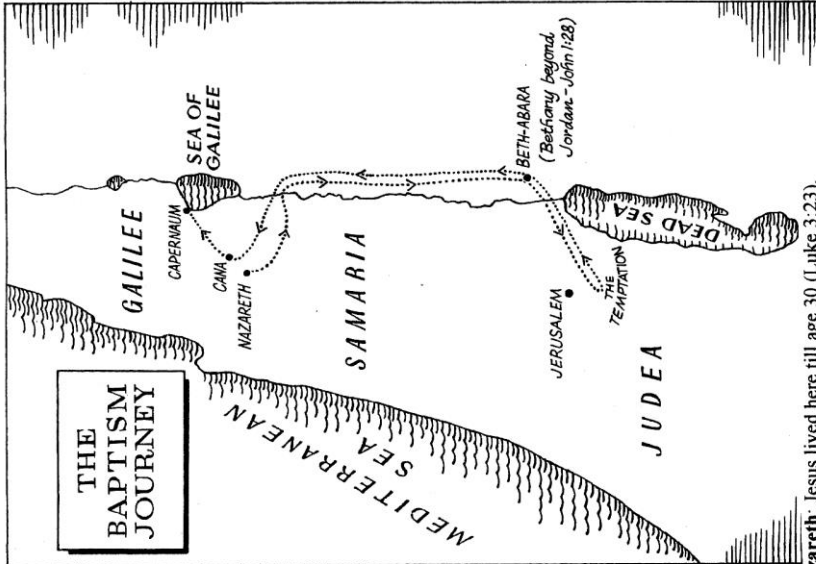 THE
BAPTISM
JOURNEY
GALILEE
SEA OF
GALILEE
CAPERNAUM
CANA
NAZARETH
MEDITERRANEAN
SEA
SAMARIA
BETH-ABARA
(Bethany beyond
Jordan-John 1:28)
JERUSALEM
THE
TEMPTATION
DEAD SEA
JUDEA
Jesus lived here till age 30 (Luke 3:23).